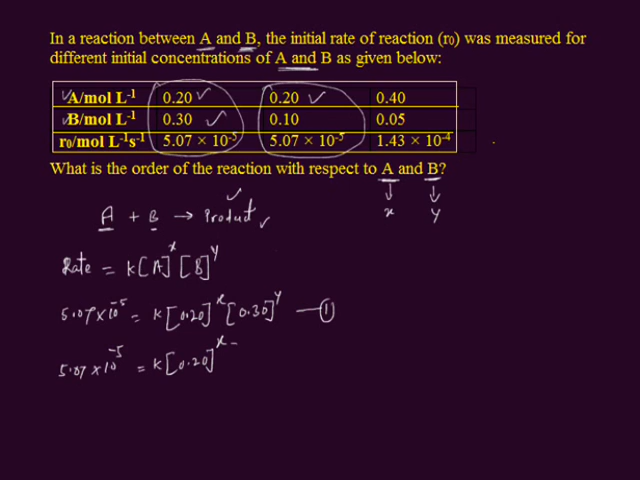 In a reaction between A and B, the initial rate of reaction (r₀) was measured for
different initial concentrations of A and B as given below:
A/mol L⁻¹ 0.20 0.20 0.40
B/mol L⁻¹ 0.30 0.10 0.05
r₀/mol L⁻¹s⁻¹ 5.07 × 10⁻⁵ 5.07 × 10⁻⁵ 1.43 × 10⁻⁴
What is the order of the reaction with respect to A and B?
x y
A + B → Product
Rate = K[A]ˣ [B]ʸ
5.07×10⁻⁵ = K[0.20]ˣ [0.30]ʸ —①
5.07×10⁻⁵ = K[0.20]ˣ